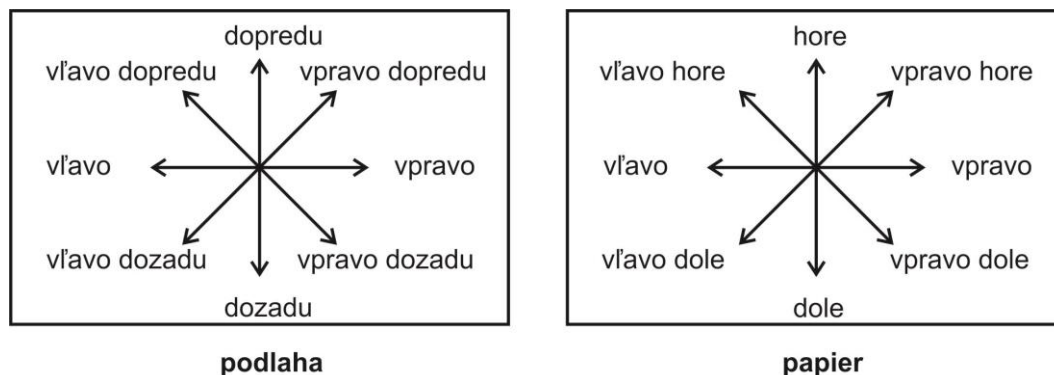 dopredu
vľavo dopredu
vpravo dopredu
vľavo
vpravo
vľavo dozadu
vpravo dozadu
dozadu
podlaha
hore
vľavo hore
vpravo hore
vľavo
vpravo
vľavo dole
vpravo dole
dole
papier